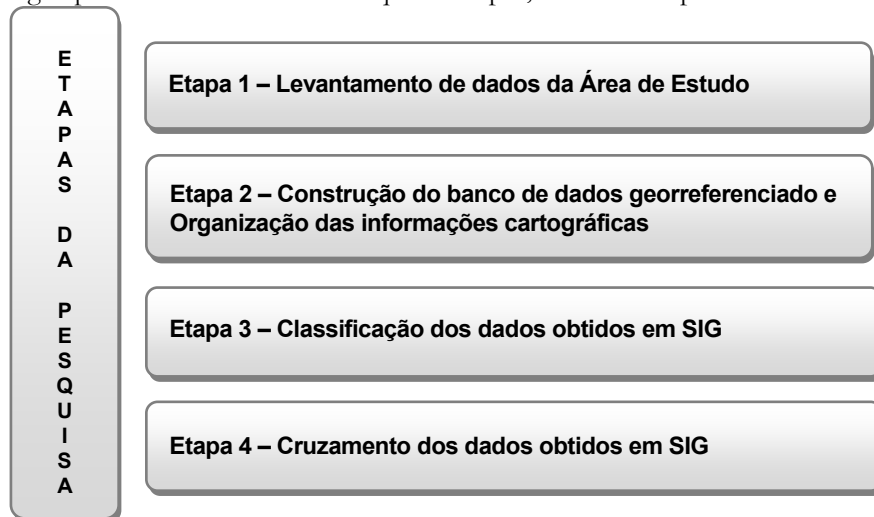 ETAPAS DA PESQUISA
Etapa 1 – Levantamento de dados da Área de Estudo
Etapa 2 – Construção do banco de dados georreferenciado e
Organização das informações cartográficas
Etapa 3 – Classificação dos dados obtidos em SIG
Etapa 4 – Cruzamento dos dados obtidos em SIG